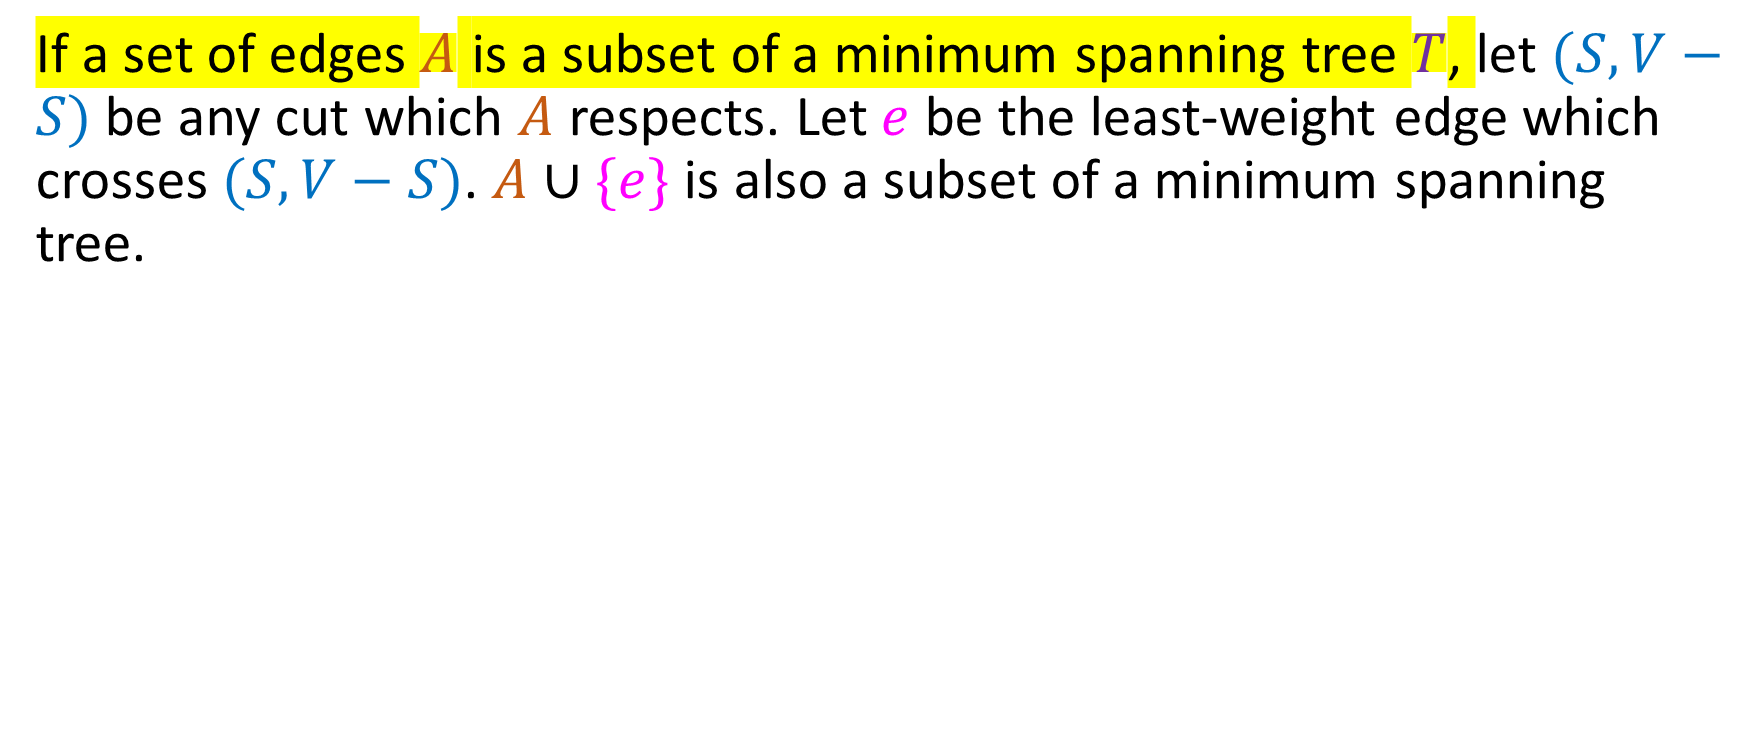 If a set of edges A is a subset of a minimum spanning tree T, let (S, V −
S) be any cut which A respects. Let e be the least-weight edge which
crosses (S, V − S). A ∪ {e} is also a subset of a minimum spanning
tree.